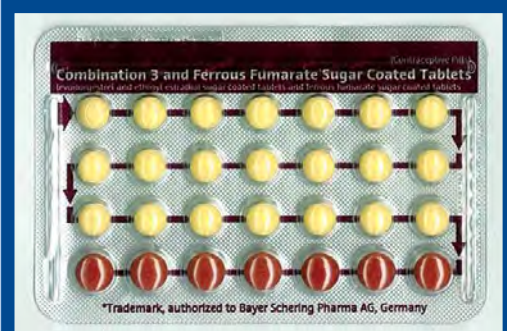 (Contraceptive Pill)
Combination 3 and Ferrous Fumarate Sugar Coated Tablets
levonorgestrel and ethinyl estradiol sugar coated tablets and ferrous fumarate sugar coated tablets
*Trademark, authorized to Bayer Schering Pharma AG, Germany